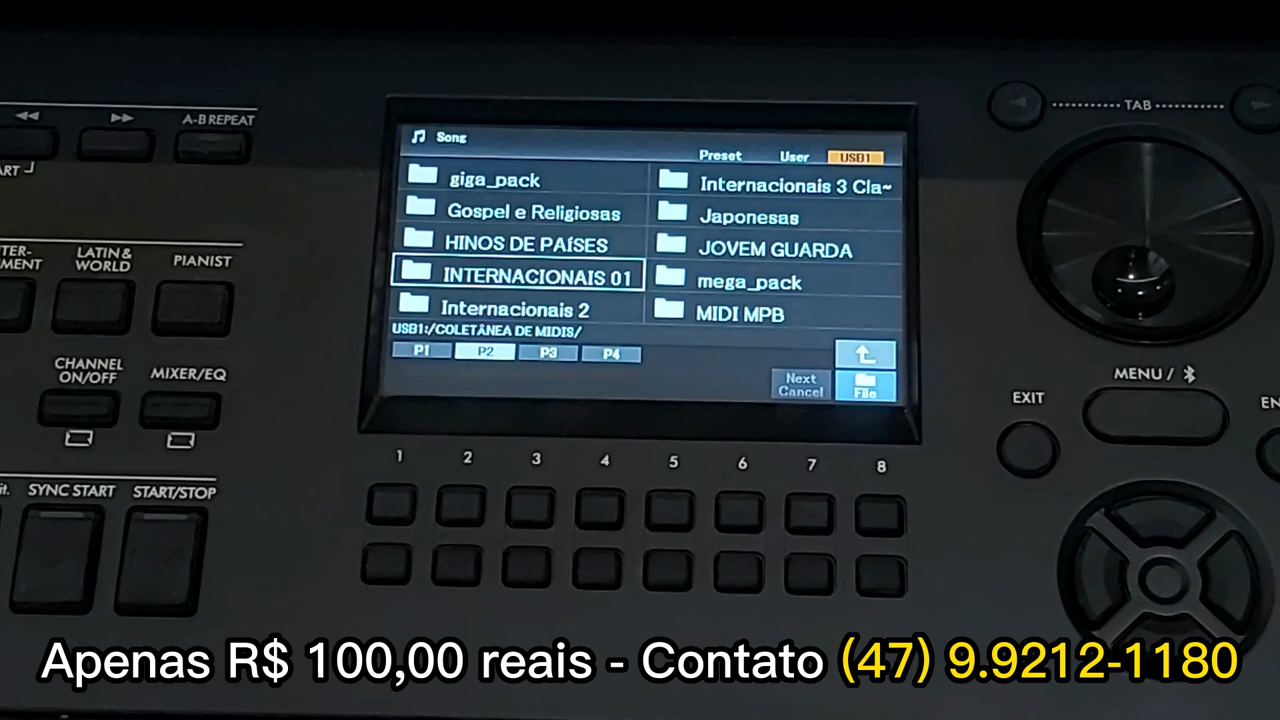 A-B REPEAT
TAB
LATIN &
WORLD
PIANIST
CHANNEL
ON/OFF
MIXER/EQ
SYNC START
START/STOP
Song
Preset User USB1
giga_pack
Internacionais 3 Cla~
Gospel e Religiosas
Japonesas
HINOS DE PAÍSES
JOVEM GUARDA
INTERNACIONAIS 01
mega_pack
Internacionais 2
MIDI MPB
USB1:/COLETÂNEA DE MIDIS/
P1 P2 P3 P4
Next
Cancel
File
MENU /
EXIT
1 2 3 4 5 6 7 8
Apenas R$ 100,00 reais - Contato (47) 9.9212-1180